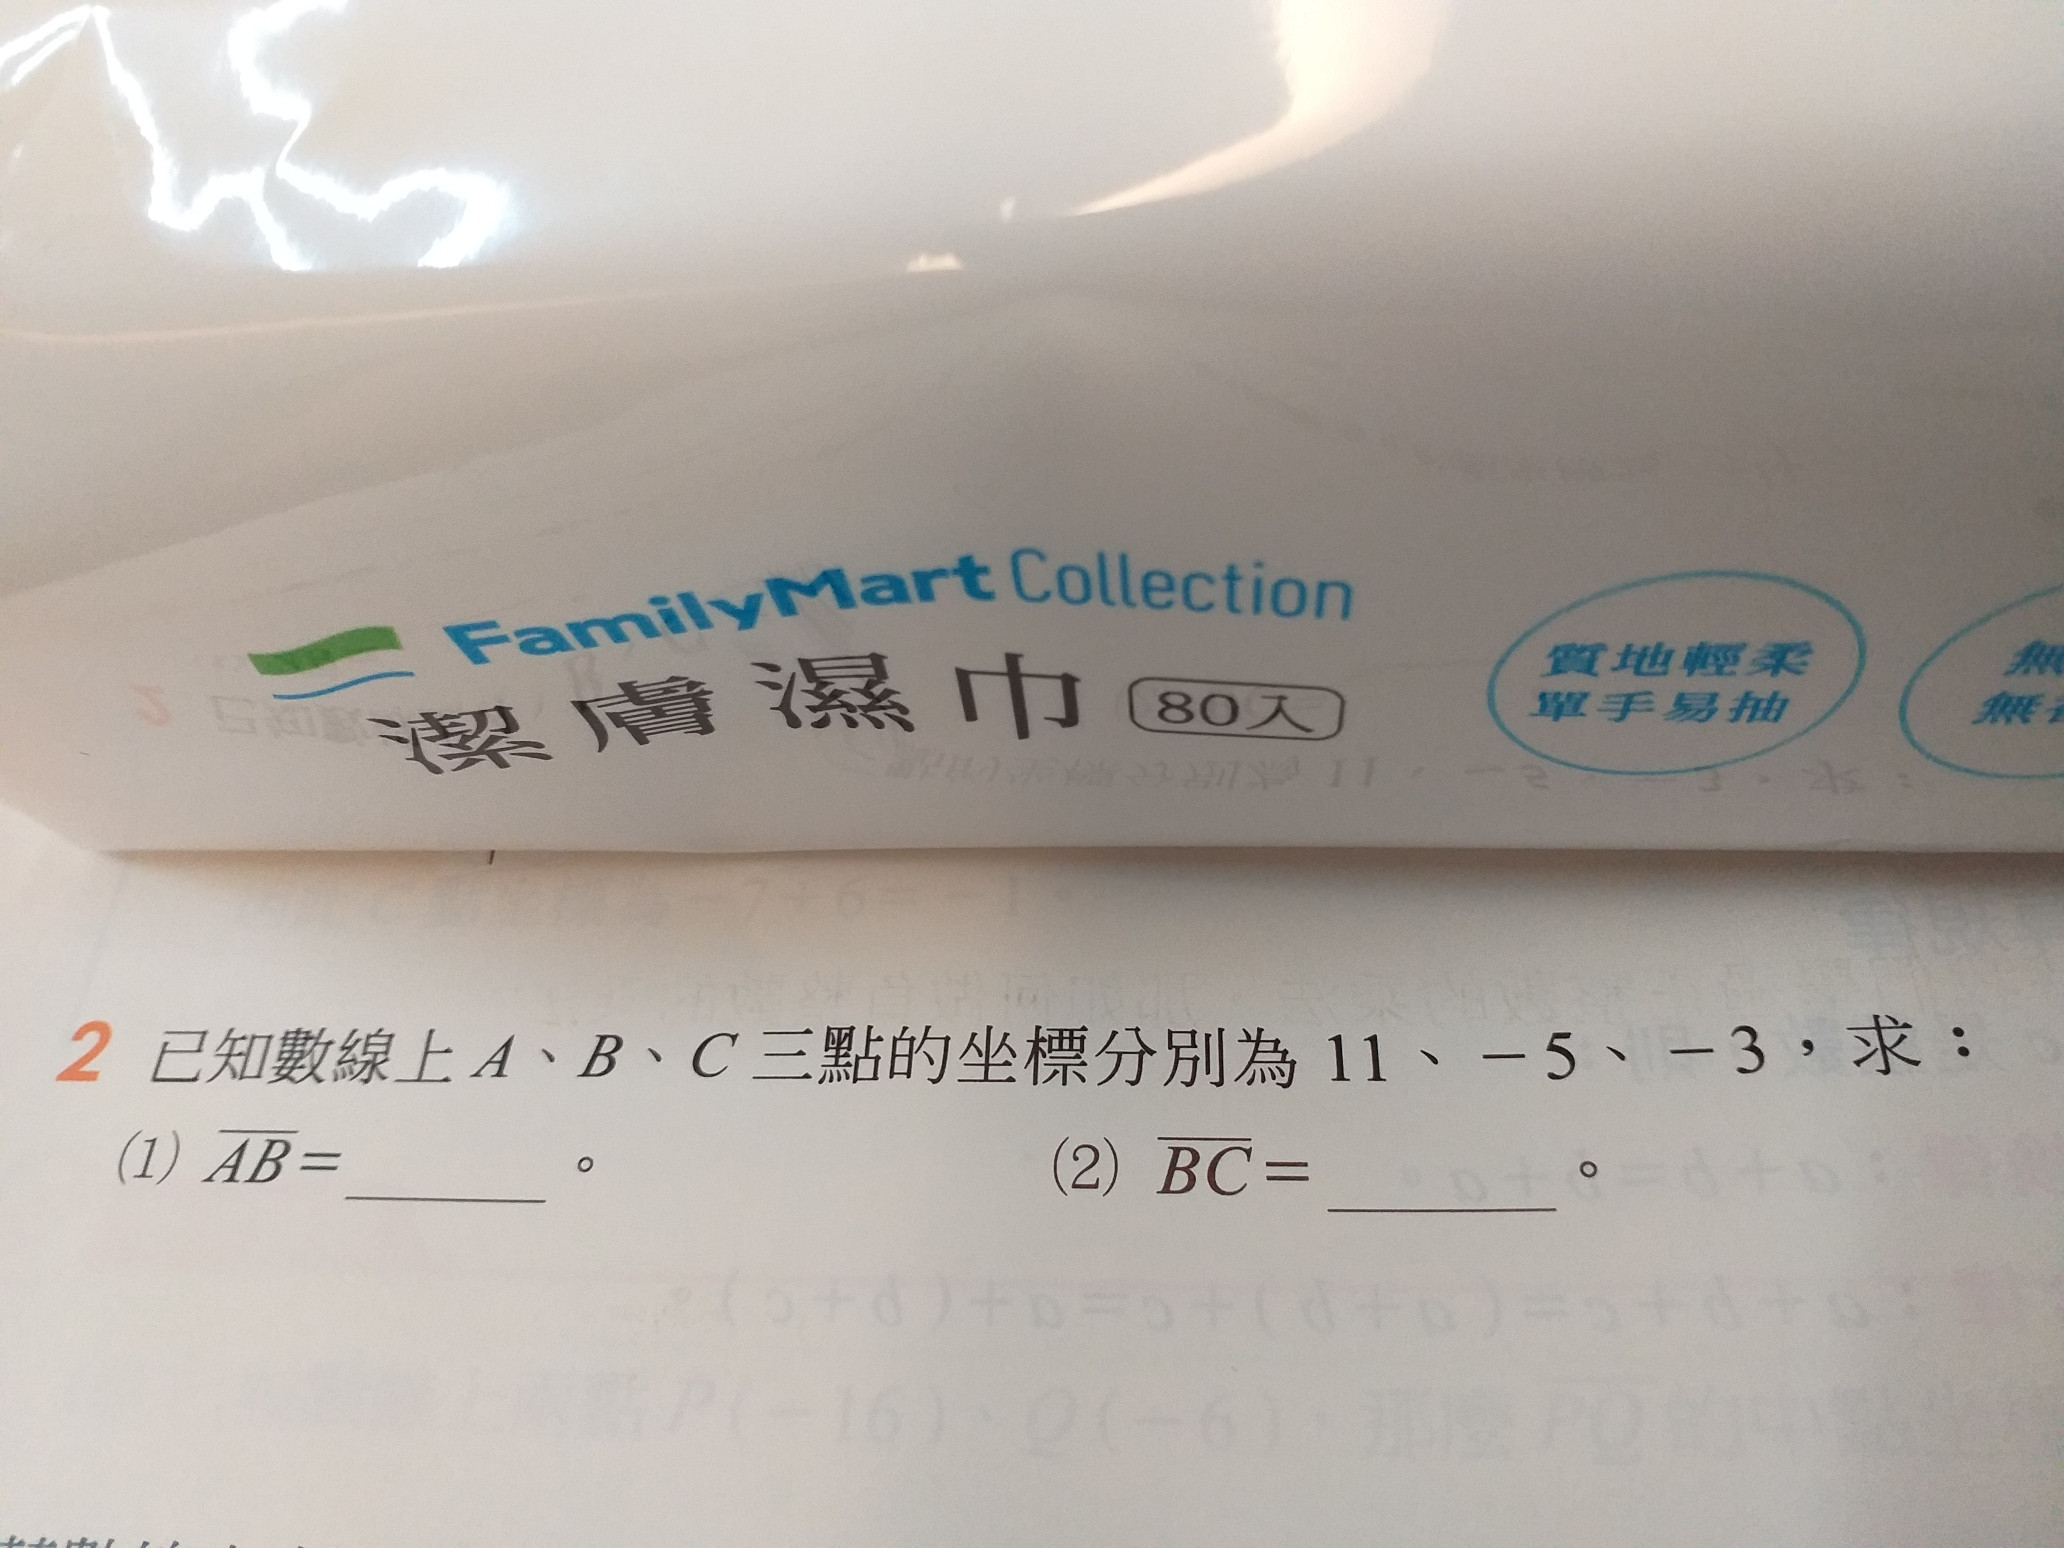 FamilyMart Collection
潔膚濕巾 80入
質地輕柔
單手易抽
無
無
2 已知數線上 A、B、C 三點的坐標分別為 11、-5、-3,求:
(1) AB=______。 (2) BC=______。